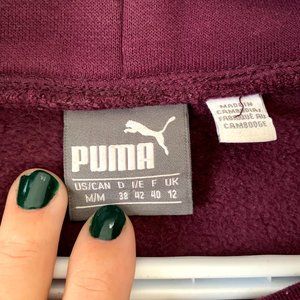 PUMA
US/CAN D I/E F UK
M/M 38 42 40 12
MADE IN
CAMBODIA/
FABRIQUÉ AU
CAMBODGE